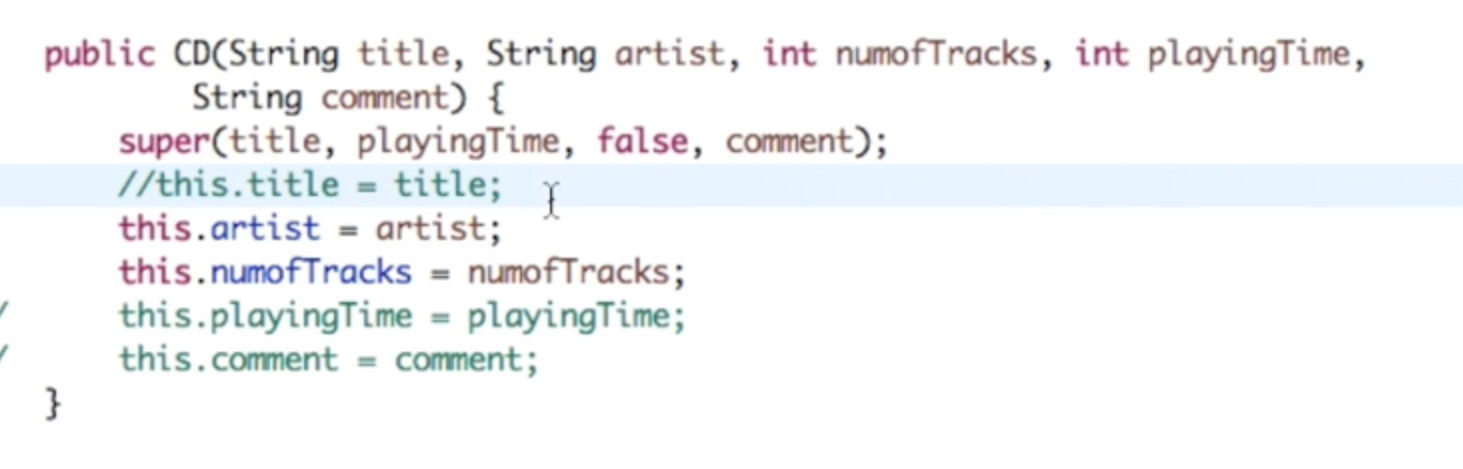 public CD(String title, String artist, int numofTracks, int playingTime,
String comment) {
super(title, playingTime, false, comment);
//this.title = title;
this.artist = artist;
this.numofTracks = numofTracks;
/ this.playingTime = playingTime;
/ this.comment = comment;
}